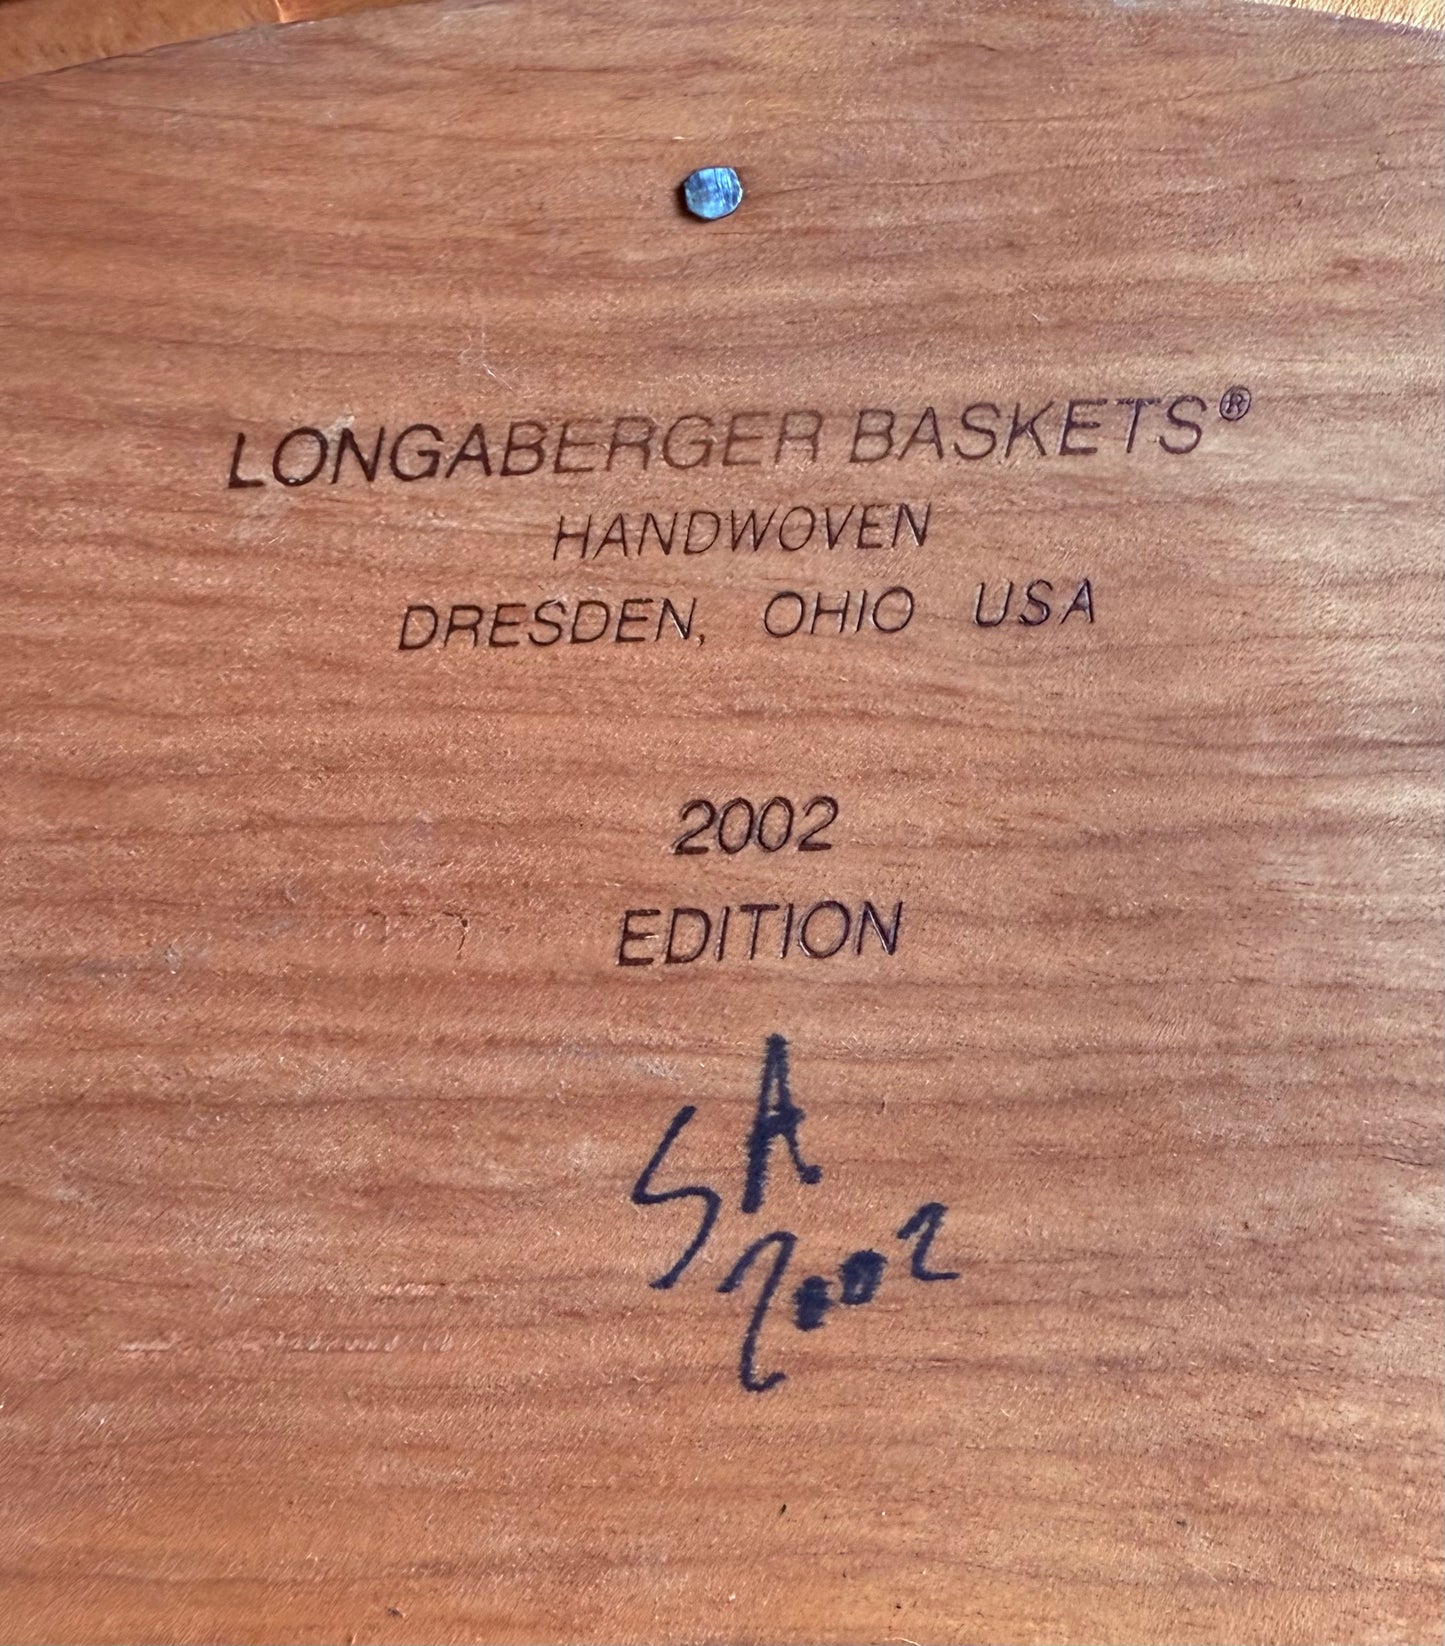 LONGABERGER BASKETS®
HANDWOVEN
DRESDEN, OHIO USA
2002
EDITION
SA
2002